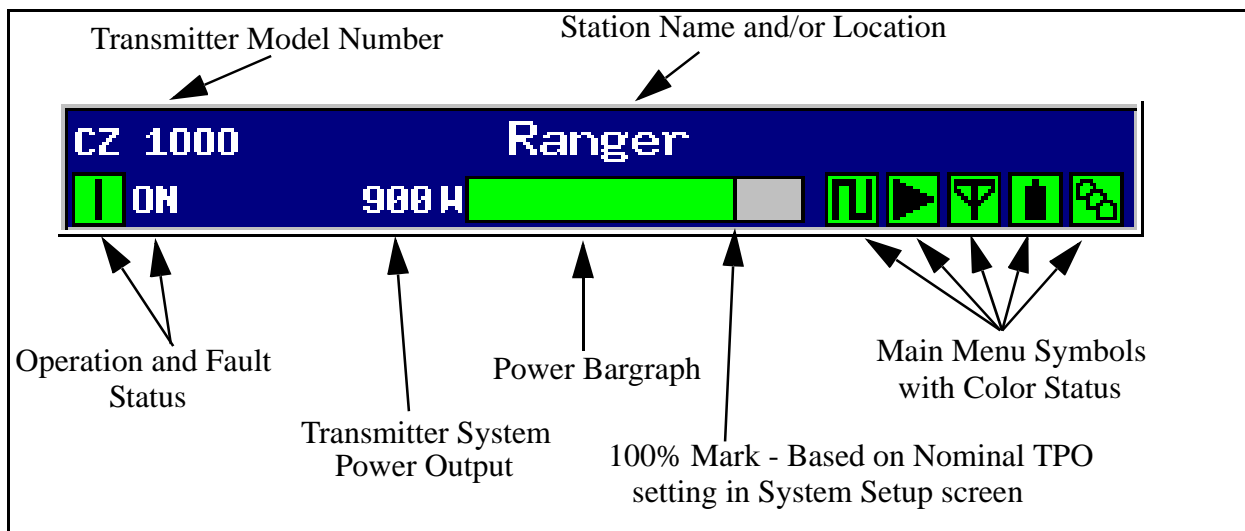 Transmitter Model Number
Station Name and/or Location
CZ 1000
Ranger
ON
900 W
Operation and Fault
Status
Transmitter System
Power Output
Power Bargraph
100% Mark - Based on Nominal TPO
setting in System Setup screen
Main Menu Symbols
with Color Status